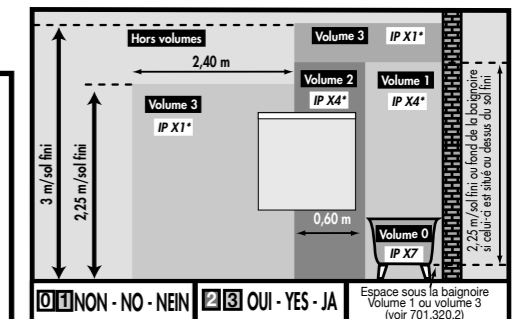 Hors volumes
Volume 3 IP X1*
2,40 m
Volume 2
IP X4*
Volume 1
IP X4*
Volume 3
IP X1*
3 m/sol fini
2,25 m/sol fini
0,60 m
Volume 0
IP X7
2,25 m/sol fini ou fond de la baignoire
si celui-ci est situé au dessus du sol fini
0 1 NON - NO - NEIN
2 3 OUI - YES - JA
Espace sous la baignoire
Volume 1 ou volume 3
(voir 701.320.2)